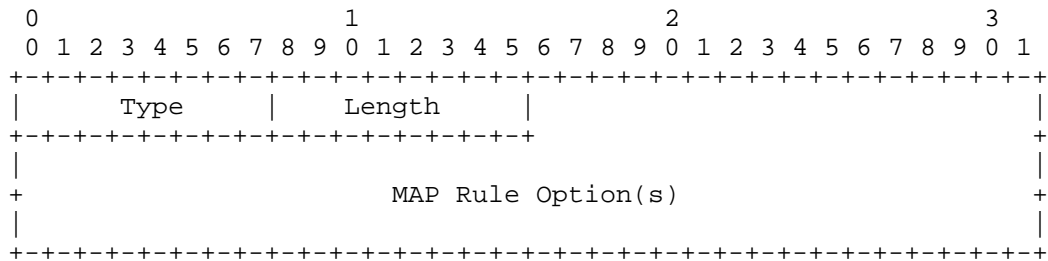 0                   1                   2                   3
 0 1 2 3 4 5 6 7 8 9 0 1 2 3 4 5 6 7 8 9 0 1 2 3 4 5 6 7 8 9 0 1
+-+-+-+-+-+-+-+-+-+-+-+-+-+-+-+-+-+-+-+-+-+-+-+-+-+-+-+-+-+-+-+-+
|      Type     |    Length     |                               |
+-+-+-+-+-+-+-+-+-+-+-+-+-+-+-+-+                               +
|                                                               |
+                       MAP Rule Option(s)                      +
|                                                               |
+-+-+-+-+-+-+-+-+-+-+-+-+-+-+-+-+-+-+-+-+-+-+-+-+-+-+-+-+-+-+-+-+